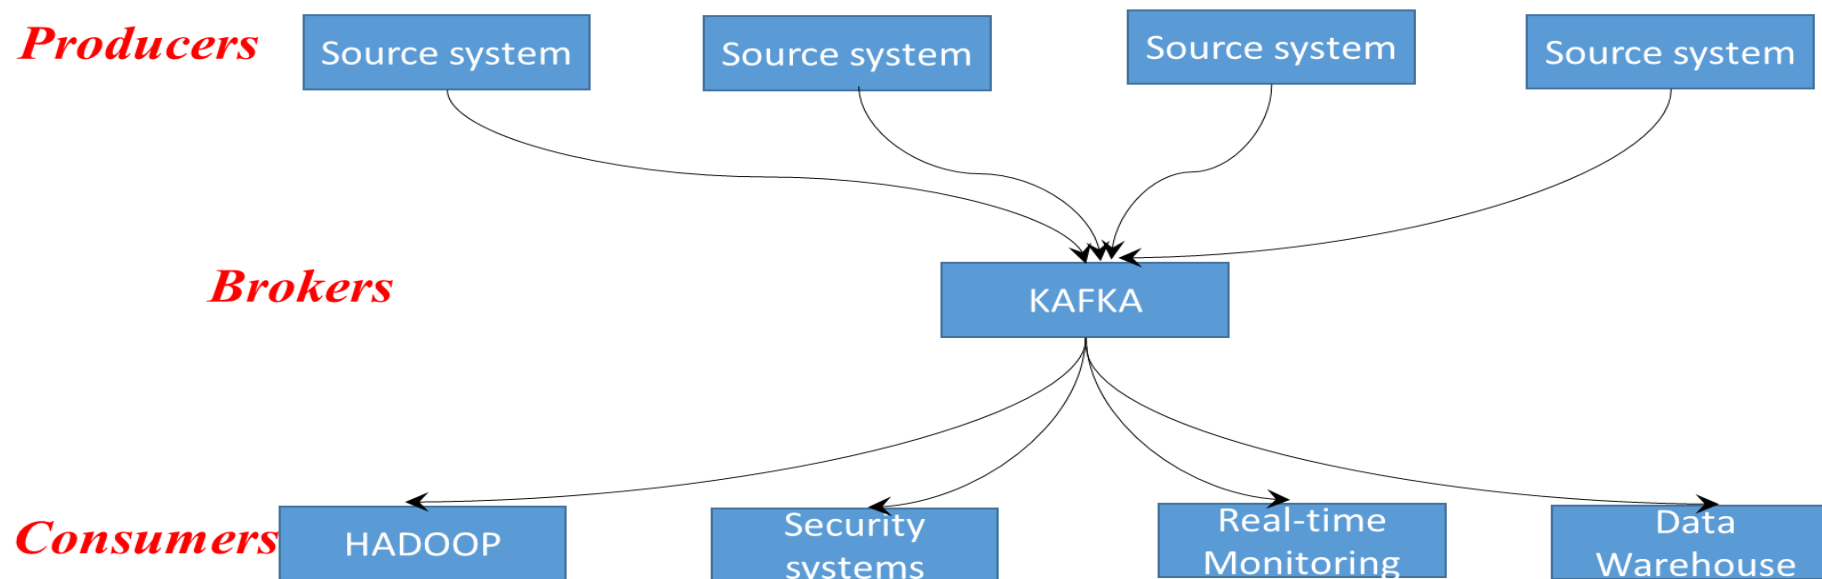 Producers
Source system
Source system
Source system
Source system
Brokers
KAFKA
Consumers
HADOOP
Security
systems
Real-time
Monitoring
Data
Warehouse